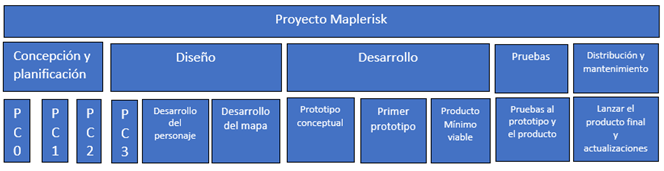 Proyecto Maplerisk
Concepción y
planificación
Diseño
Desarrollo
Pruebas
Distribución y
mantenimiento
P
C
0
P
C
1
P
C
2
P
C
3
Desarrollo
del
personaje
Desarrollo
del mapa
Prototipo
conceptual
Primer
prototipo
Producto
Mínimo
viable
Pruebas al
prototipo y
el producto
Lanzar el
producto final
y
actualizaciones